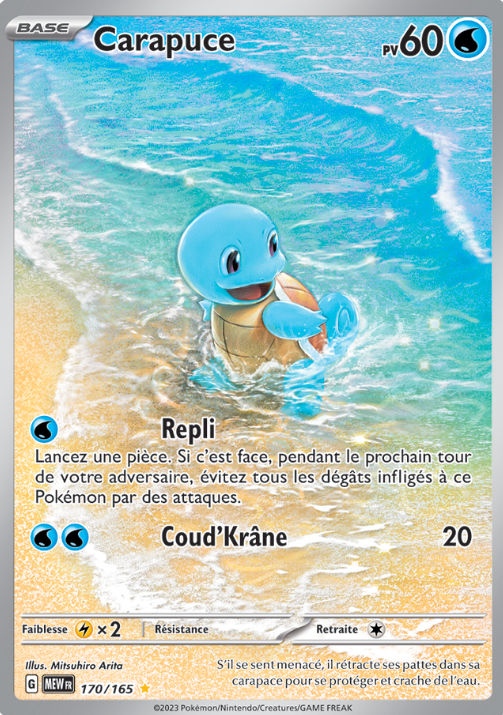 BASE
Carapuce
PV 60
Repli
Lancez une pièce. Si c'est face, pendant le prochain tour
de votre adversaire, évitez tous les dégâts infligés à ce
Pokémon par des attaques.
Coud'Krâne 20
Faiblesse ×2 Résistance Retraite
Illus. Mitsuhiro Arita
S'il se sent menacé, il rétracte ses pattes dans sa
G MEW FR 170/165
carapace pour se protéger et crache de l'eau.
©2023 Pokémon/Nintendo/Creatures/GAME FREAK